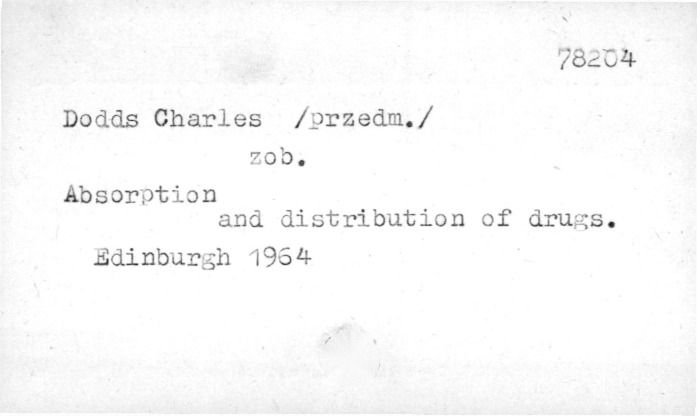 78204
Dodds Charles /przedm./
zob.
Absorption
and distribution of drugs.
Edinburgh 1964